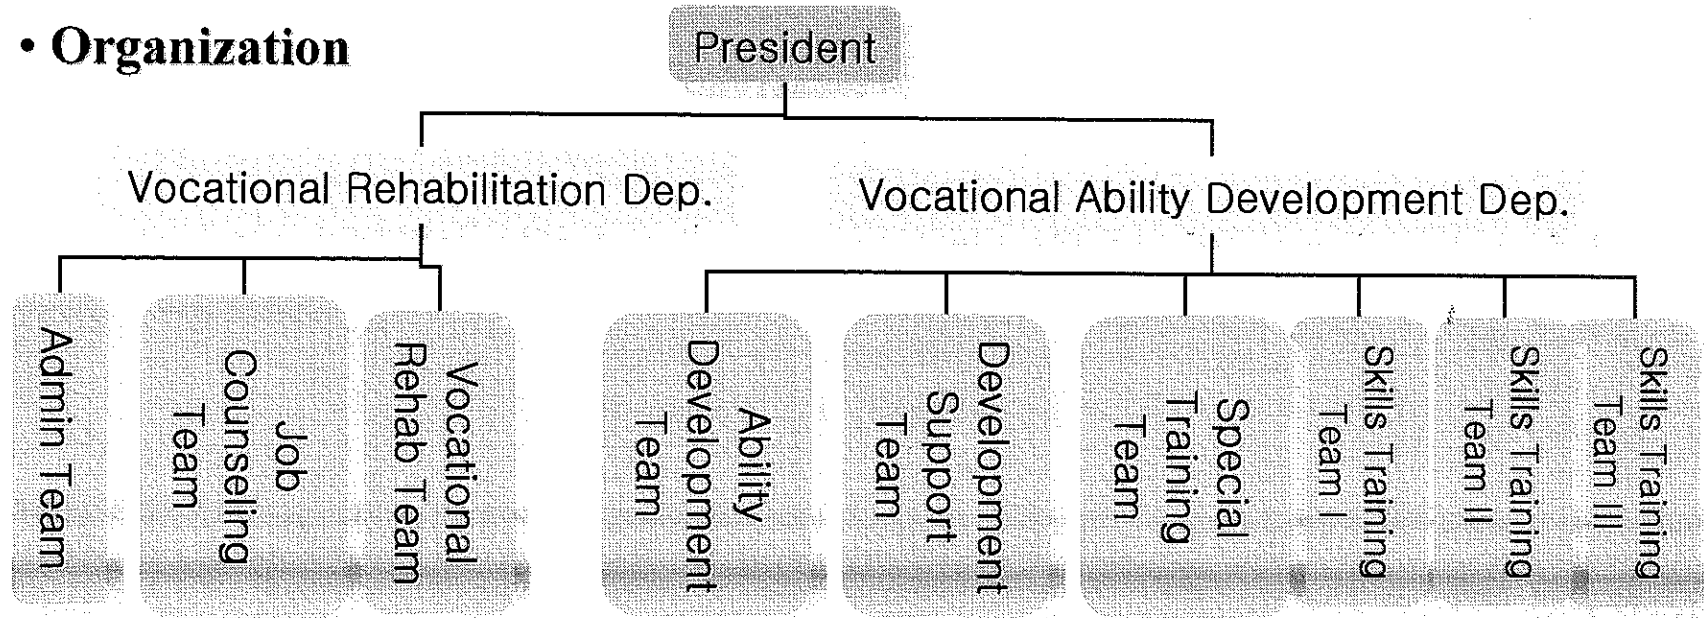 • Organization
President
Vocational Rehabilitation Dep.
Vocational Ability Development Dep.
Admin Team
Job
Counseling
Team
Vocational
Rehab Team
Ability
Development
Team
Development
Support
Team
Special
Training
Team
Skills Training
Team I
Skills Training
Team II
Skills Training
Team III